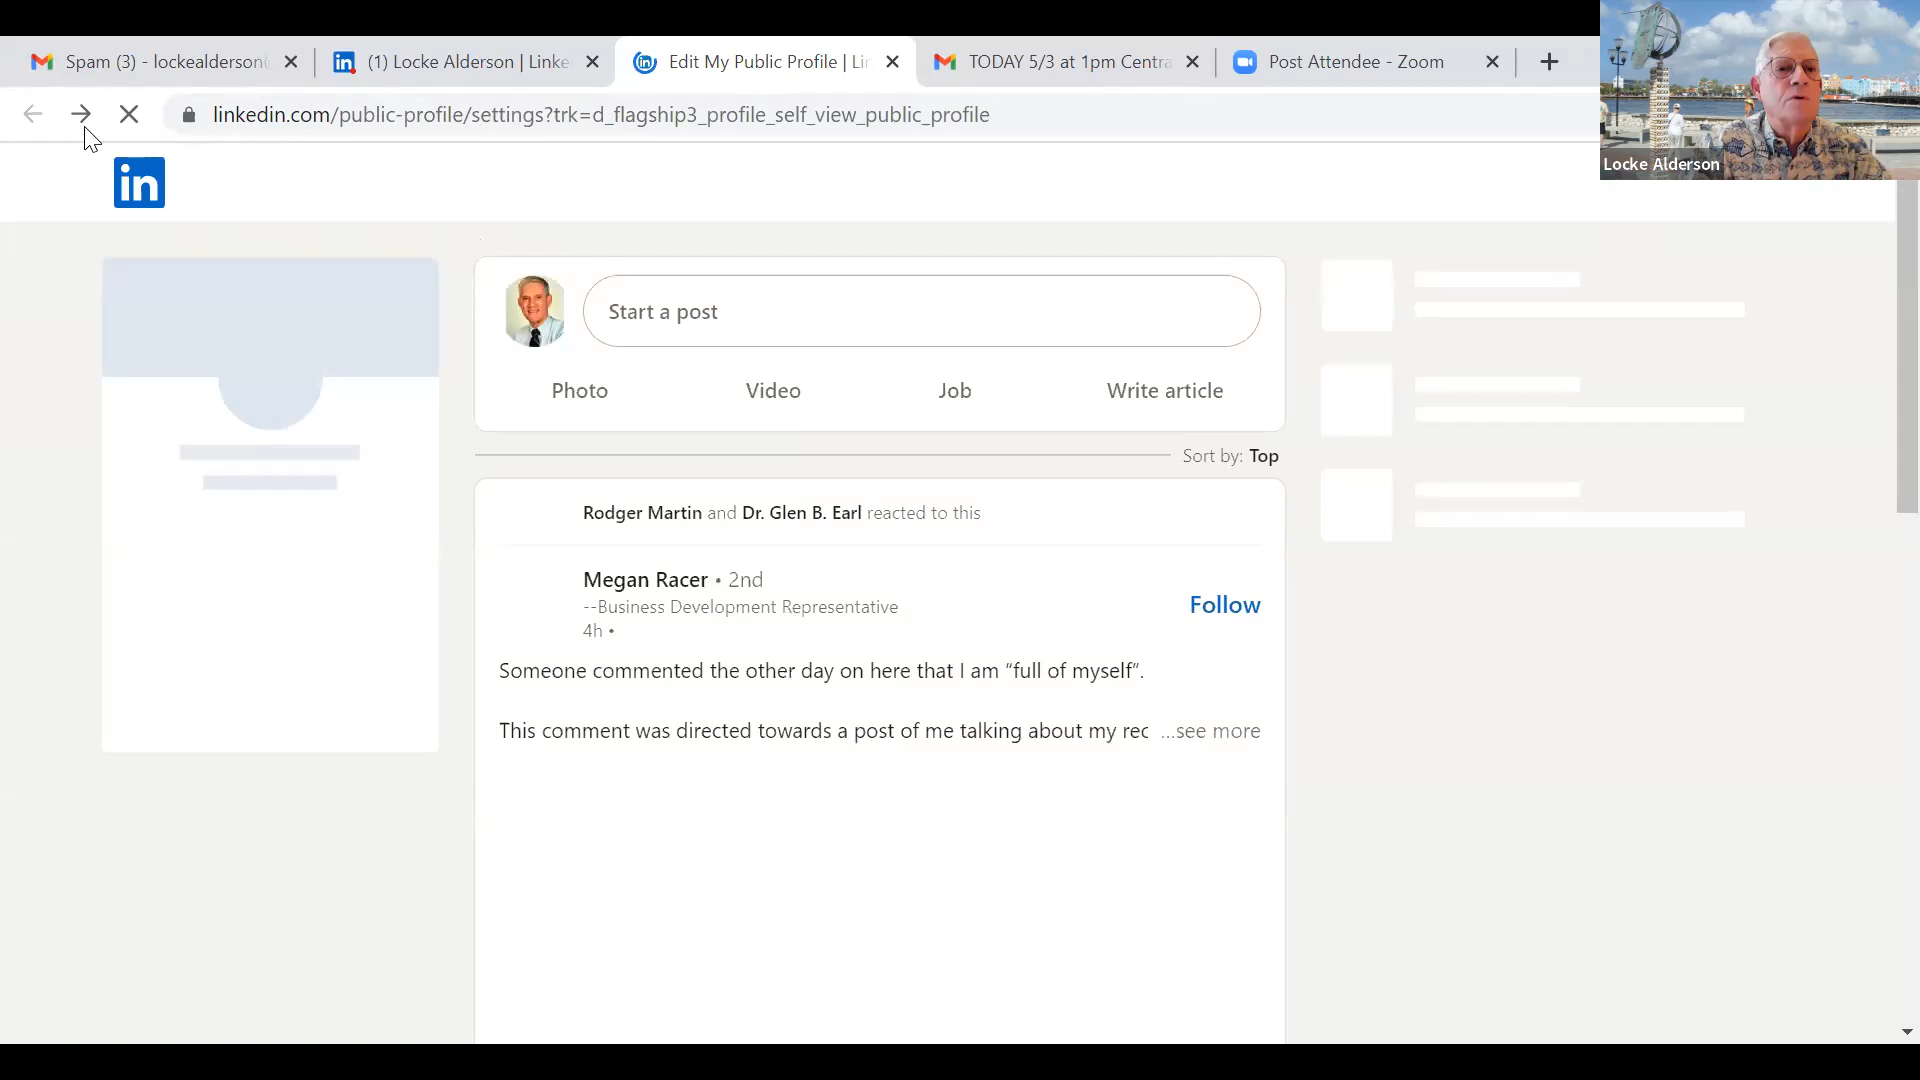 Spam (3) - lockealderson
(1) Locke Alderson | Linke
Edit My Public Profile | Li
TODAY 5/3 at 1pm Centra
Post Attendee - Zoom
linkedin.com/public-profile/settings?trk=d_flagship3_profile_self_view_public_profile
Locke Alderson
in
Start a post
Photo
Video
Job
Write article
Sort by: Top
Rodger Martin and Dr. Glen B. Earl reacted to this
Megan Racer • 2nd
--Business Development Representative
Follow
4h •
Someone commented the other day on here that I am “full of myself”.
This comment was directed towards a post of me talking about my rec ...see more